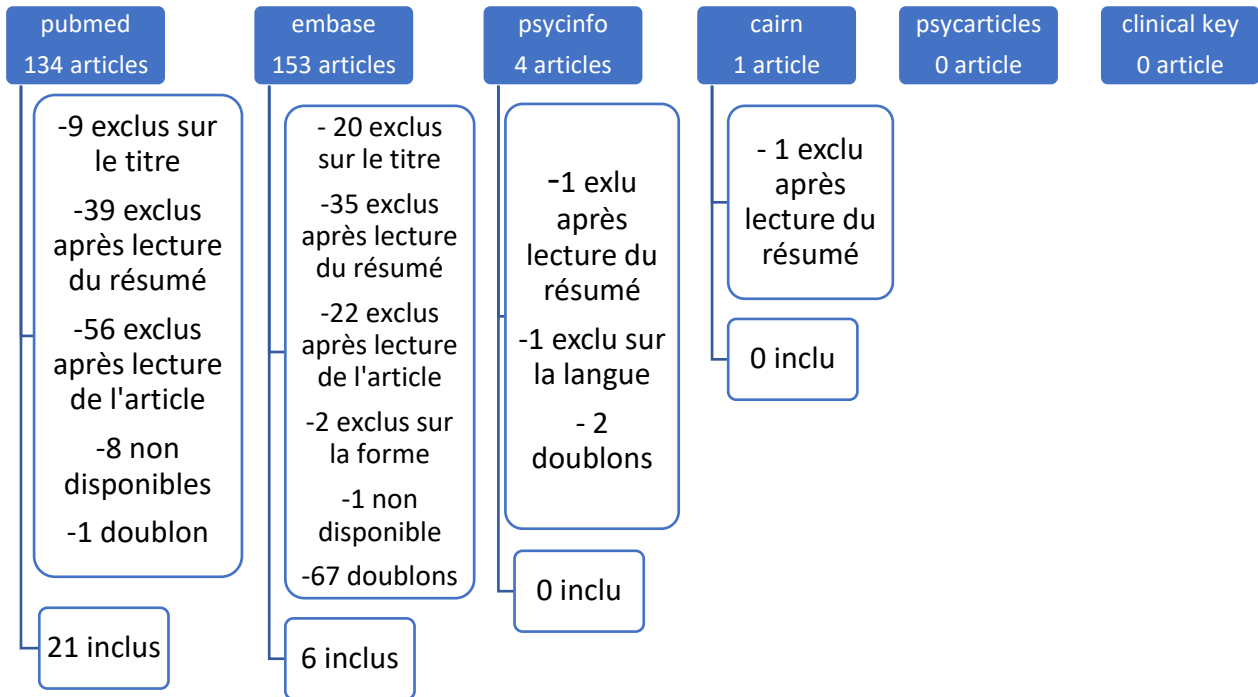 pubmed
134 articles
-9 exclus sur
le titre
-39 exclus
après lecture
du résumé
-56 exclus
après lecture
de l'article
-8 non
disponibles
-1 doublon
21 inclus
embase
153 articles
- 20 exclus
sur le titre
-35 exclus
après lecture
du résumé
-22 exclus
après lecture
de l'article
-2 exclus sur
la forme
-1 non
disponible
-67 doublons
6 inclus
psycinfo
4 articles
-1 exlu
après
lecture du
résumé
-1 exclu sur
la langue
- 2
doublons
0 inclu
cairn
1 article
- 1 exclu
après
lecture du
résumé
0 inclu
psycarticles
0 article
clinical key
0 article